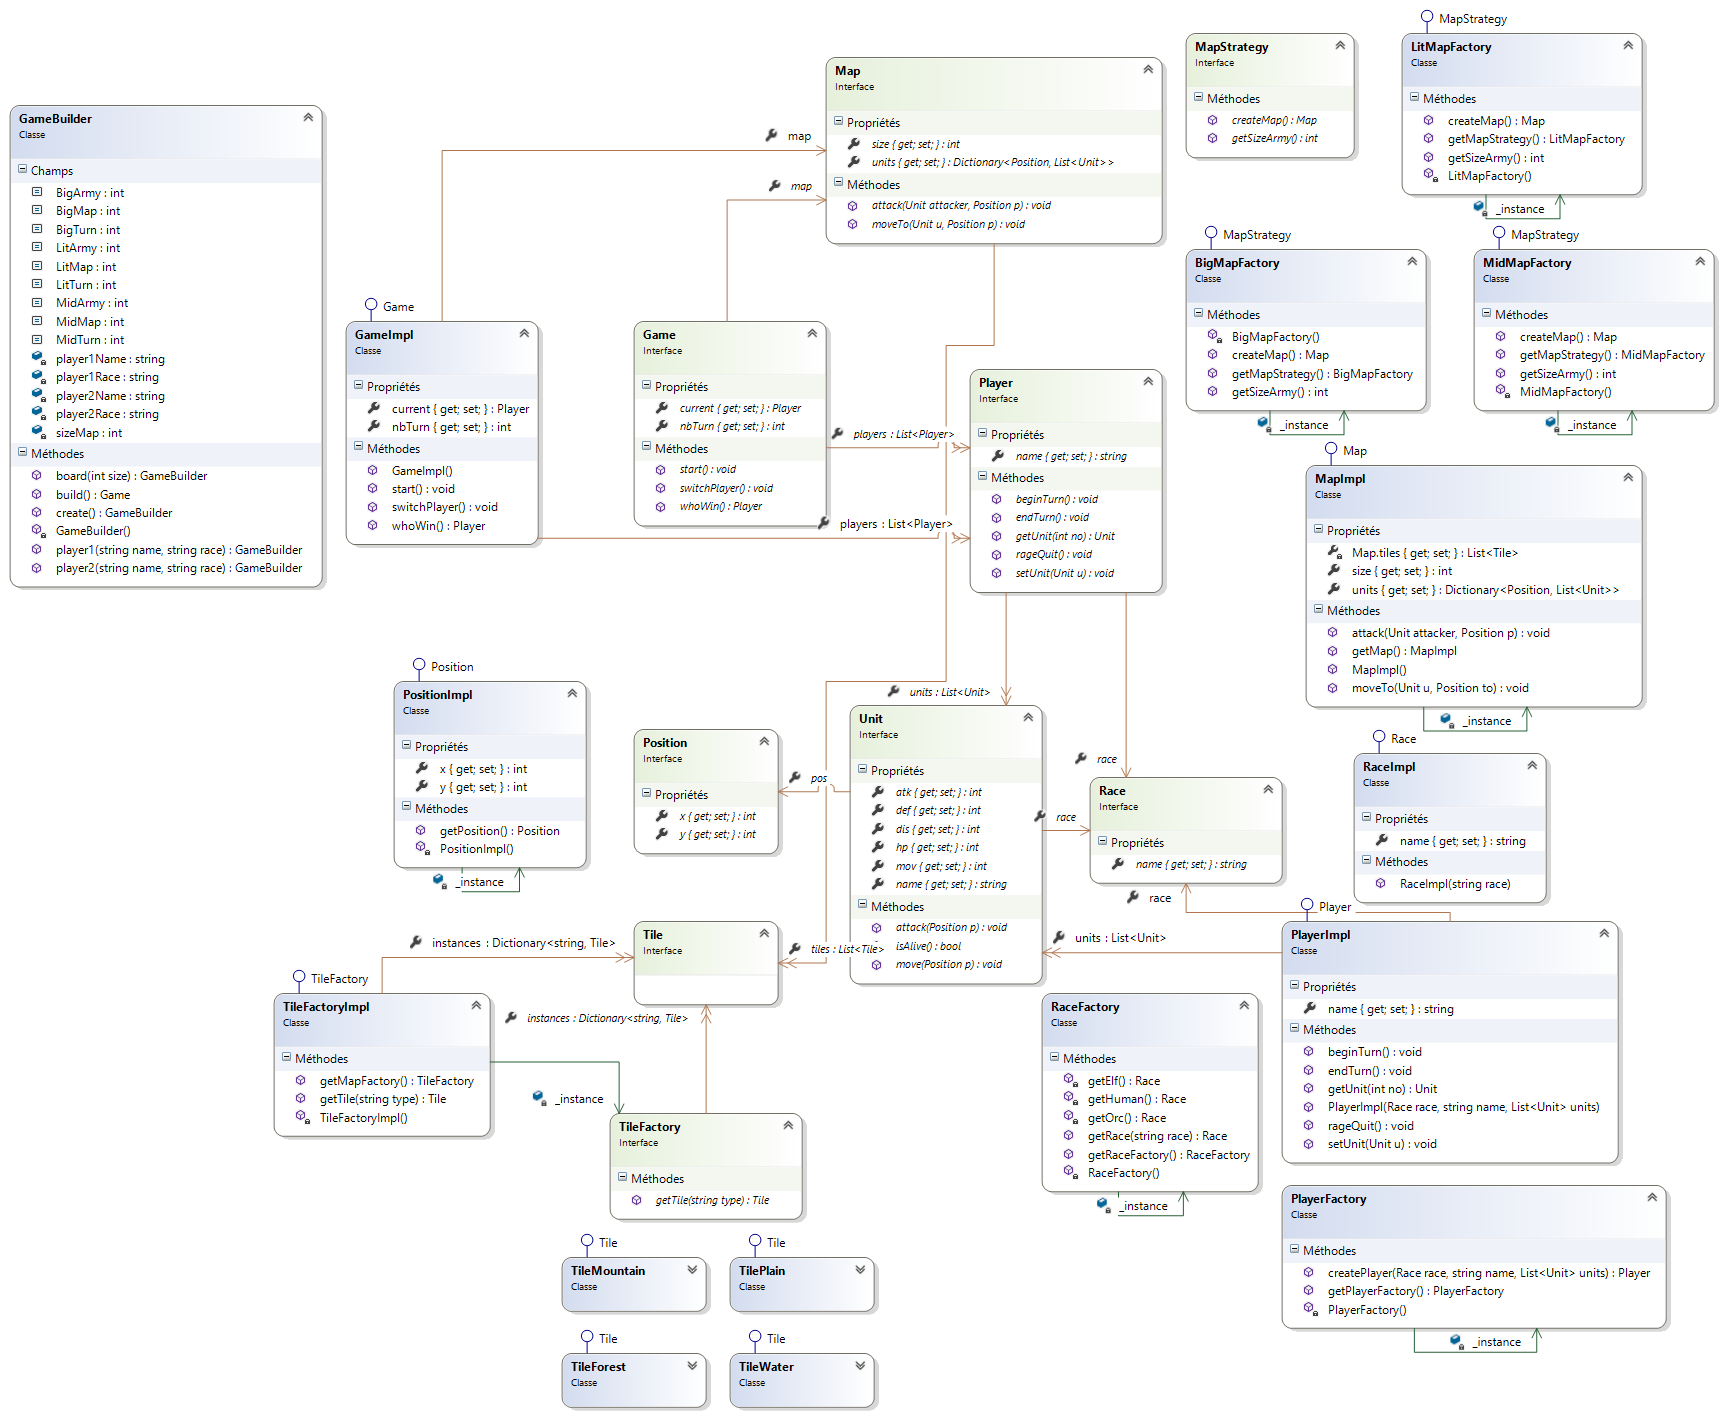 GameBuilder
Classe
Champs
BigArmy : int
BigMap : int
BigTurn : int
LitArmy : int
LitMap : int
LitTurn : int
MidArmy : int
MidMap : int
MidTurn : int
player1Name : string
player1Race : string
player2Name : string
player2Race : string
sizeMap : int
Méthodes
board(int size) : GameBuilder
build() : Game
create() : GameBuilder
GameBuilder()
player1(string name, string race) : GameBuilder
player2(string name, string race) : GameBuilder
map
map
Map
Interface
Propriétés
size { get; set; } : int
units { get; set; } : Dictionary<Position, List<Unit>>
Méthodes
attack(Unit attacker, Position p) : void
moveTo(Unit u, Position p) : void
MapStrategy
Interface
Méthodes
createMap() : Map
getSizeArmy() : int
MapStrategy
LitMapFactory
Classe
Méthodes
createMap() : Map
getMapStrategy() : LitMapFactory
getSizeArmy() : int
LitMapFactory()
_instance
MapStrategy
BigMapFactory
Classe
Méthodes
BigMapFactory()
createMap() : Map
getMapStrategy() : BigMapFactory
getSizeArmy() : int
_instance
MapStrategy
MidMapFactory
Classe
Méthodes
createMap() : Map
getMapStrategy() : MidMapFactory
getSizeArmy() : int
MidMapFactory()
_instance
Game
GameImpl
Classe
Propriétés
current { get; set; } : Player
nbTurn { get; set; } : int
Méthodes
GameImpl()
start() : void
switchPlayer() : void
whoWin() : Player
Game
Interface
Propriétés
current { get; set; } : Player
nbTurn { get; set; } : int
Méthodes
start() : void
switchPlayer() : void
whoWin() : Player
players : List<Player>
players : List<Player>
Player
Interface
Propriétés
name { get; set; } : string
Méthodes
beginTurn() : void
endTurn() : void
getUnit(int no) : Unit
rageQuit() : void
setUnit(Unit u) : void
Map
MapImpl
Classe
Propriétés
Map.tiles { get; set; } : List<Tile>
size { get; set; } : int
units { get; set; } : Dictionary<Position, List<Unit>>
Méthodes
attack(Unit attacker, Position p) : void
getMap() : MapImpl
MapImpl()
moveTo(Unit u, Position to) : void
_instance
Position
PositionImpl
Classe
Propriétés
x { get; set; } : int
y { get; set; } : int
Méthodes
getPosition() : Position
PositionImpl()
_instance
Position
Interface
Propriétés
x { get; set; } : int
y { get; set; } : int
pos
units : List<Unit>
Unit
Interface
Propriétés
atk { get; set; } : int
def { get; set; } : int
dis { get; set; } : int
hp { get; set; } : int
mov { get; set; } : int
name { get; set; } : string
Méthodes
attack(Position p) : void
isAlive() : bool
move(Position p) : void
race
race
Race
Interface
Propriétés
name { get; set; } : string
race
Race
RaceImpl
Classe
Propriétés
name { get; set; } : string
Méthodes
RaceImpl(string race)
units : List<Unit>
Player
PlayerImpl
Classe
Propriétés
name { get; set; } : string
Méthodes
beginTurn() : void
endTurn() : void
getUnit(int no) : Unit
PlayerImpl(Race race, string name, List<Unit> units)
rageQuit() : void
setUnit(Unit u) : void
instances : Dictionary<string, Tile>
Tile
Interface
tiles : List<Tile>
TileFactory
TileFactoryImpl
Classe
Méthodes
getMapFactory() : TileFactory
getTile(string type) : Tile
TileFactoryImpl()
instances : Dictionary<string, Tile>
_instance
TileFactory
Interface
Méthodes
getTile(string type) : Tile
RaceFactory
Classe
Méthodes
getElf() : Race
getHuman() : Race
getOrc() : Race
getRace(string race) : Race
getRaceFactory() : RaceFactory
RaceFactory()
_instance
PlayerFactory
Classe
Méthodes
createPlayer(Race race, string name, List<Unit> units) : Player
getPlayerFactory() : PlayerFactory
PlayerFactory()
_instance
Tile
TileMountain
Classe
Tile
TilePlain
Classe
Tile
TileForest
Classe
Tile
TileWater
Classe